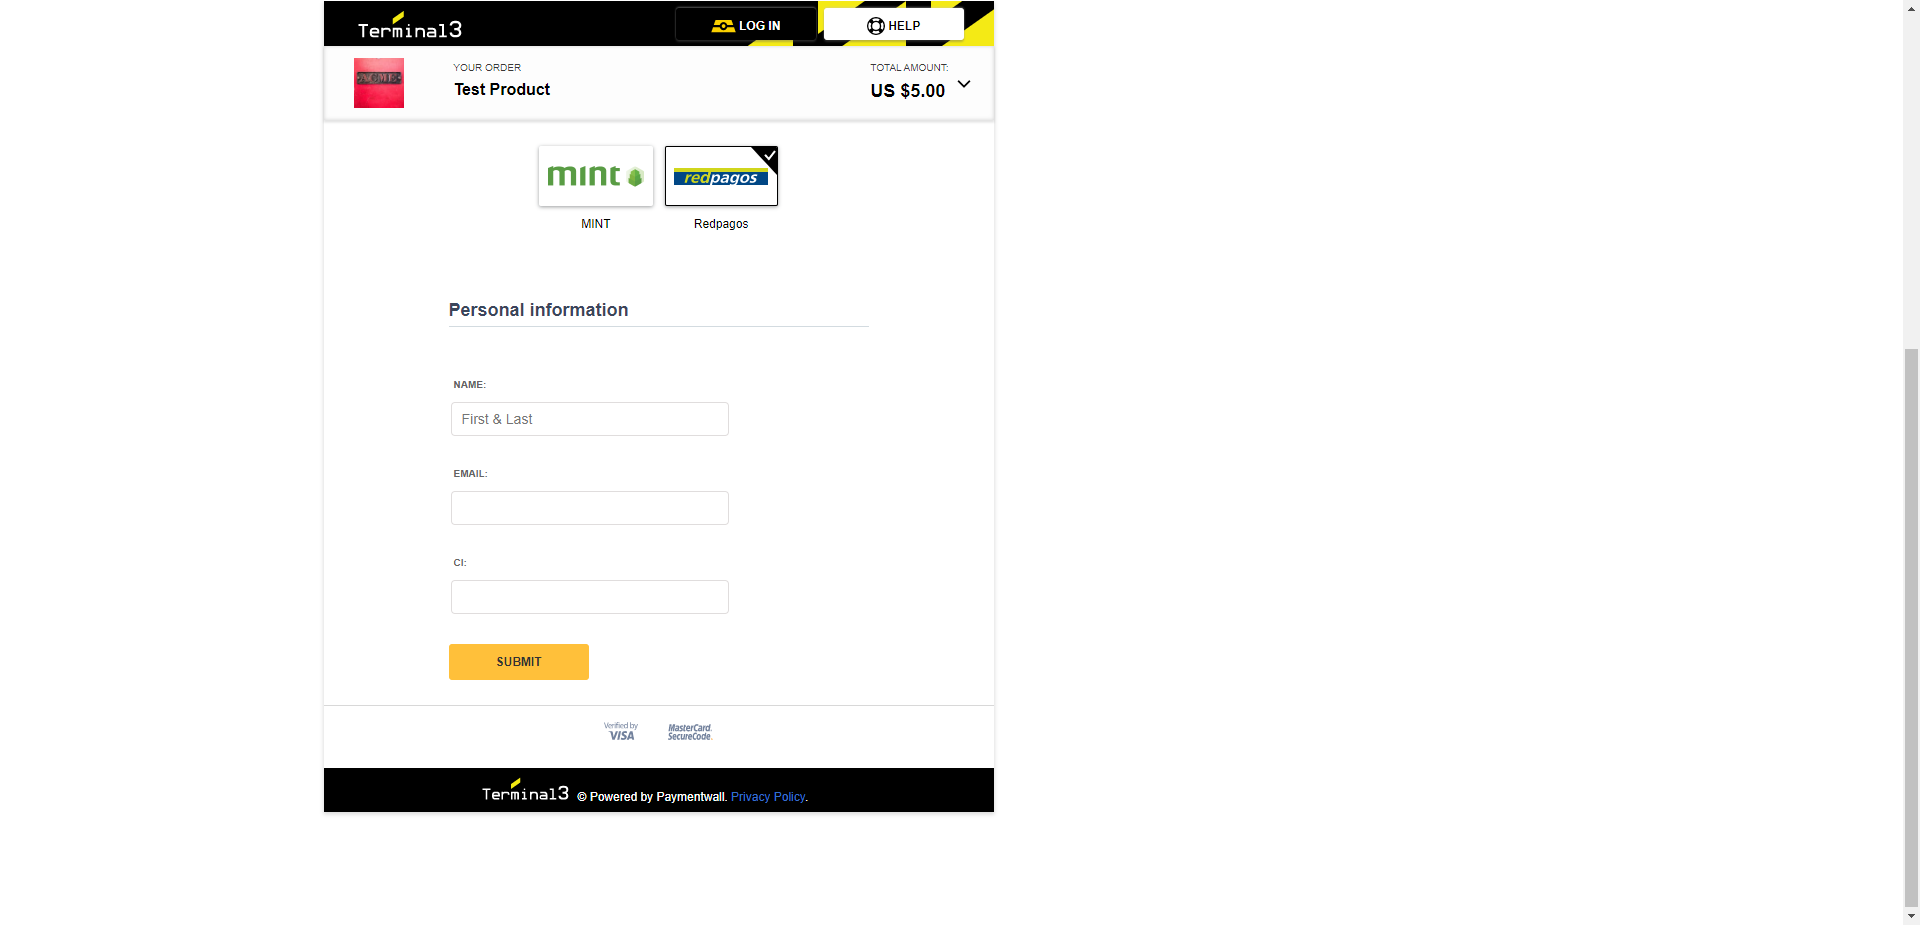 Terminal3
LOG IN
HELP
YOUR ORDER
Test Product
TOTAL AMOUNT:
US $5.00
ACME
mint
redpagos
MINT
Redpagos
Personal information
NAME:
First & Last
EMAIL:
CI:
SUBMIT
Verified by
VISA
MasterCard.
SecureCode.
Terminal3 © Powered by Paymentwall. Privacy Policy.